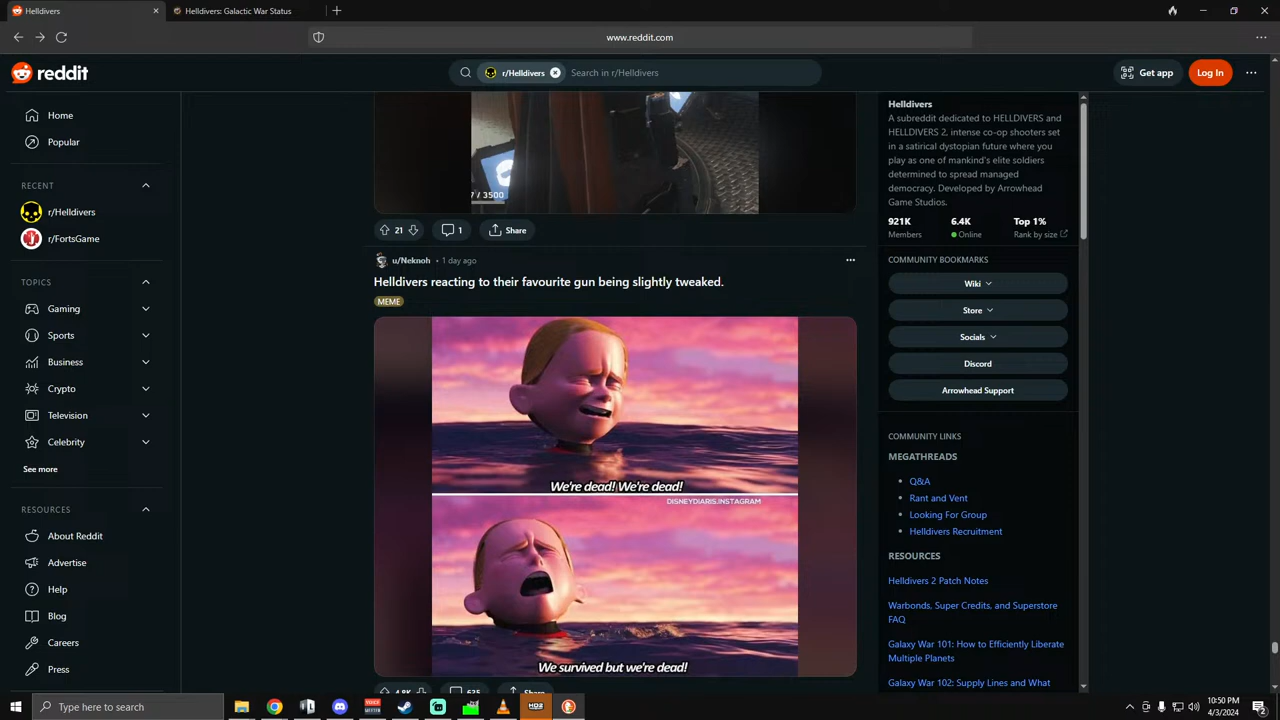 Helldivers
Helldivers: Galactic War Status
www.reddit.com
reddit
r/Helldivers
Search in r/Helldivers
Get app
Log In
Home
Popular
RECENT
r/Helldivers
r/FortsGame
TOPICS
Gaming
Sports
Business
Crypto
Television
Celebrity
See more
RESOURCES
About Reddit
Advertise
Help
Blog
Careers
Press
7 / 3500
21
1
Share
u/Neknoh • 1 day ago
Helldivers reacting to their favourite gun being slightly tweaked.
MEME
We're dead! We're dead!
DISNEYDIARIS.INSTAGRAM
We survived but we're dead!
4.8K
635
Share
Helldivers
A subreddit dedicated to HELLDIVERS and
HELLDIVERS 2, intense co-op shooters set
in a satirical dystopian future where you
play as one of mankind's elite soldiers
determined to spread managed
democracy. Developed by Arrowhead
Game Studios.
921K
6.4K
Top 1%
Members
Online
Rank by size
COMMUNITY BOOKMARKS
Wiki
Store
Socials
Discord
Arrowhead Support
COMMUNITY LINKS
MEGATHREADS
Q&A
Rant and Vent
Looking For Group
Helldivers Recruitment
RESOURCES
Helldivers 2 Patch Notes
Warbonds, Super Credits, and Superstore
FAQ
Galaxy War 101: How to Efficiently Liberate
Multiple Planets
Galaxy War 102: Supply Lines and What
Type here to search
VOICE
HD2
10:50 PM
4/3/2024
2